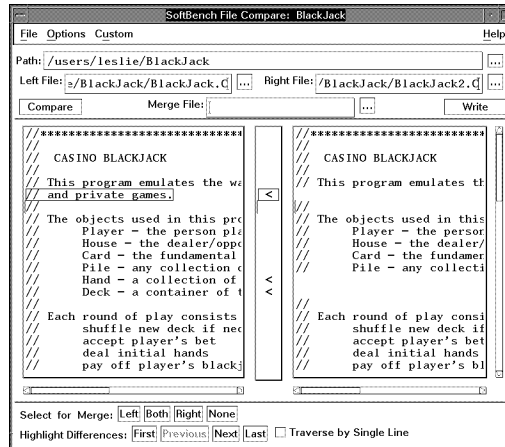 SoftBench File Compare: BlackJack
File Options Custom Help
Path: /users/leslie/BlackJack ...
Left File: e/BlackJack/BlackJack.C ... Right File: /BlackJack/BlackJack2.C ...
Compare Merge File: ... Write
//****************************
//
// CASINO BLACKJACK
//
// This program emulates the wa
// and private games.
//
// The objects used in this pro
// Player – the person pla
// House – the dealer/oppo
// Card – the fundamental
// Pile – any collection o
// Hand – a collection of
// Deck – a container of t
//
// Each round of play consists
// shuffle new deck if nec
// accept player's bet
// deal initial hands
// pay off player's blackj
<
<
<
//************************
//
// CASINO BLACKJACK
//
// This program emulates th
//
// The objects used in this
// Player – the person
// House – the dealer/
// Card – the fundamen
// Pile – any collecti
//
// Each round of play consi
// shuffle new deck if
// accept player's bet
// deal initial hands
// pay off player's bl
Select for Merge: Left Both Right None
Highlight Differences: First Previous Next Last Traverse by Single Line